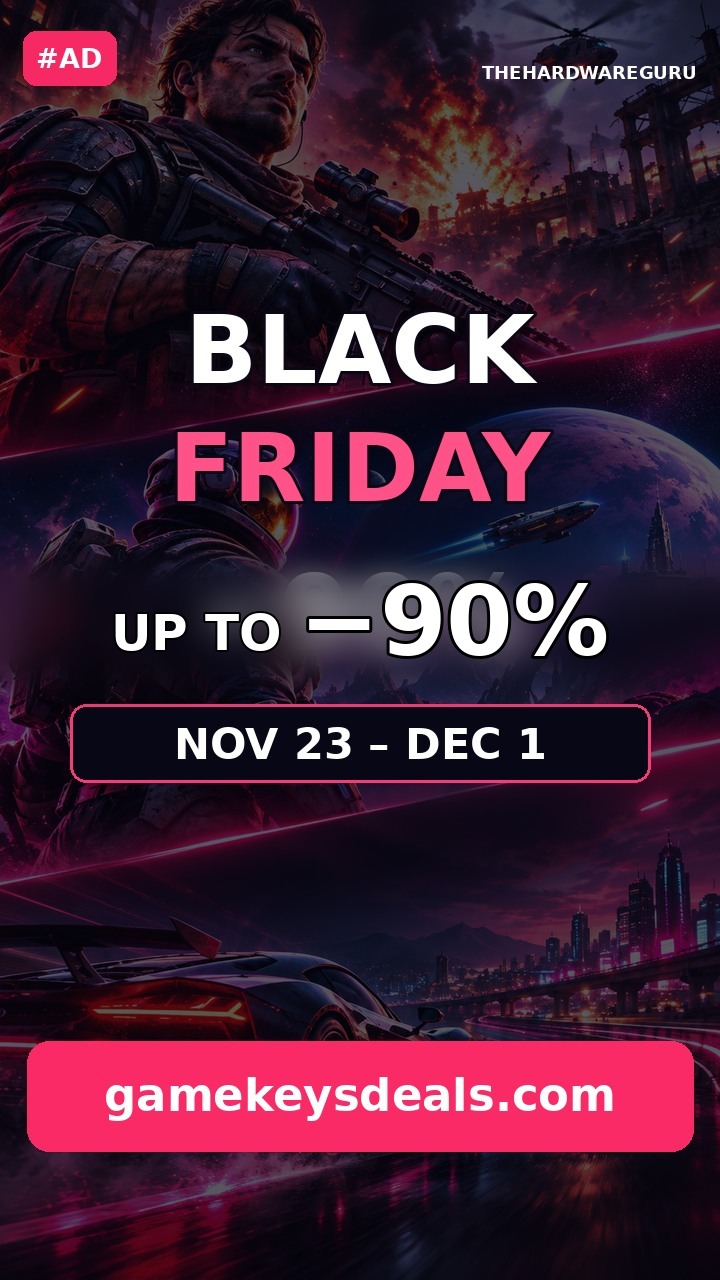 #AD
THEHARDWAREGURU
BLACK
FRIDAY
UP TO −90%
NOV 23 – DEC 1
gamekeysdeals.com